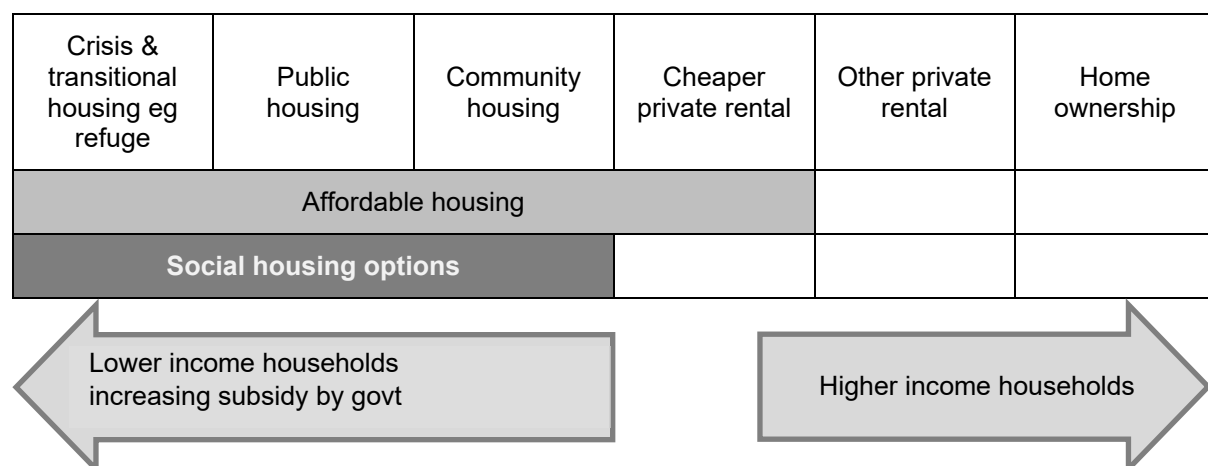 Crisis &
transitional
housing eg
refuge
Public
housing
Community
housing
Cheaper
private rental
Other private
rental
Home
ownership
Affordable housing
Social housing options
Lower income households
increasing subsidy by govt
Higher income households